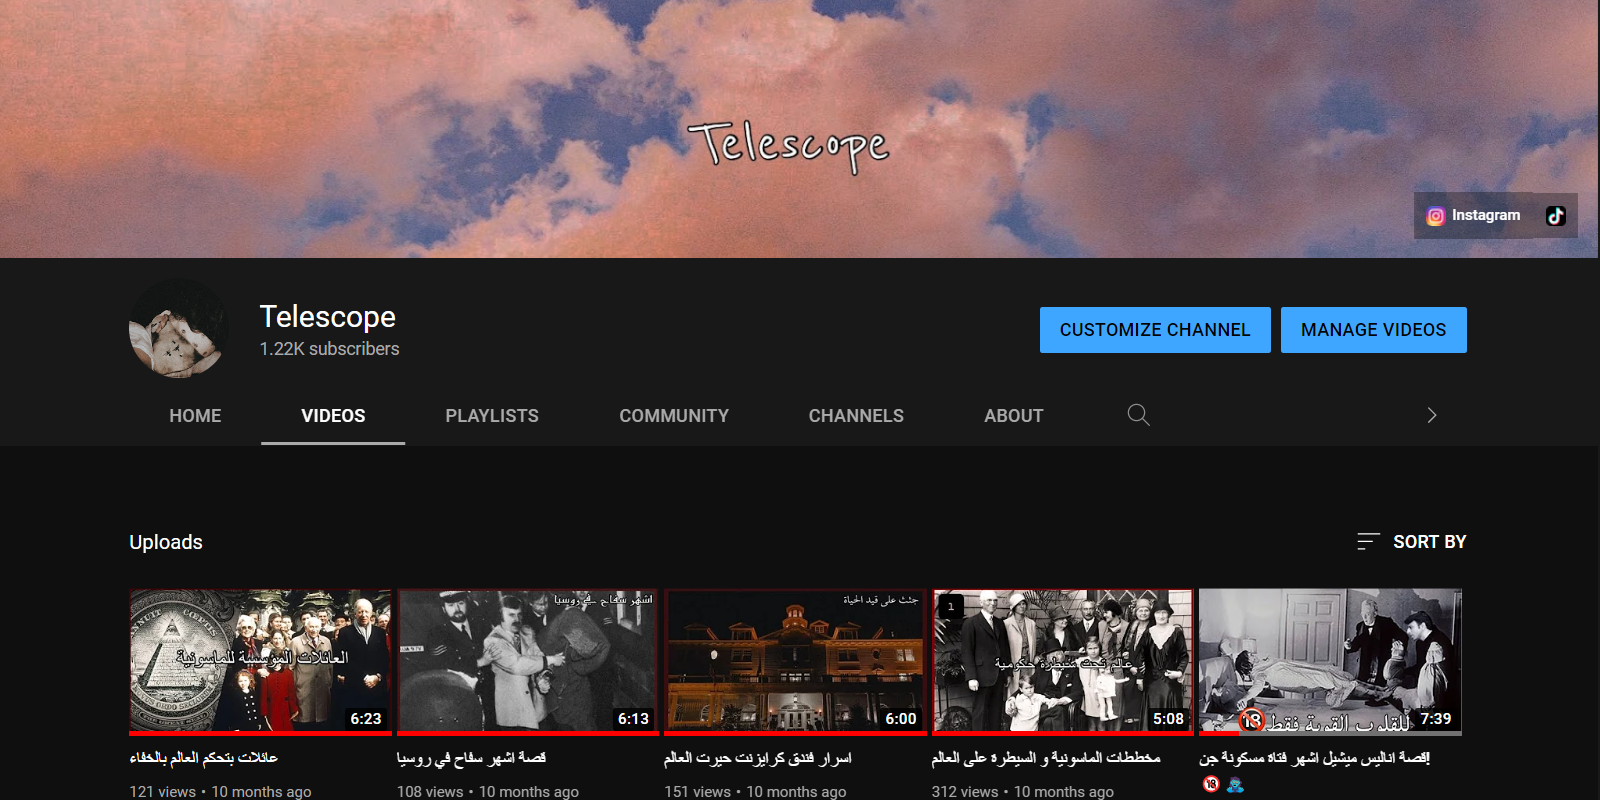 Telescope
Instagram
Telescope
1.22K subscribers
CUSTOMIZE CHANNEL
MANAGE VIDEOS
HOME
VIDEOS
PLAYLISTS
COMMUNITY
CHANNELS
ABOUT
Uploads
SORT BY
ANNUIT CŒPTIS
العائلات المؤسسة للماسونية
6:23
اشهر سفاح في روسيا
6:13
جثث على قيد الحياة
6:00
1
عالم تحت سيطرة حكومية
5:08
🔞 للقلوب القوية فقط
7:39
عائلات بتحكم العالم بالخفاء
121 views • 10 months ago
قصة اشهر سفاح في روسيا
108 views • 10 months ago
اسرار فندق كرايزنت حيرت العالم
151 views • 10 months ago
مخططات الماسونية و السيطرة على العالم
312 views • 10 months ago
قصة اناليس ميشيل اشهر فتاة مسكونة جن!
🔞 🧟